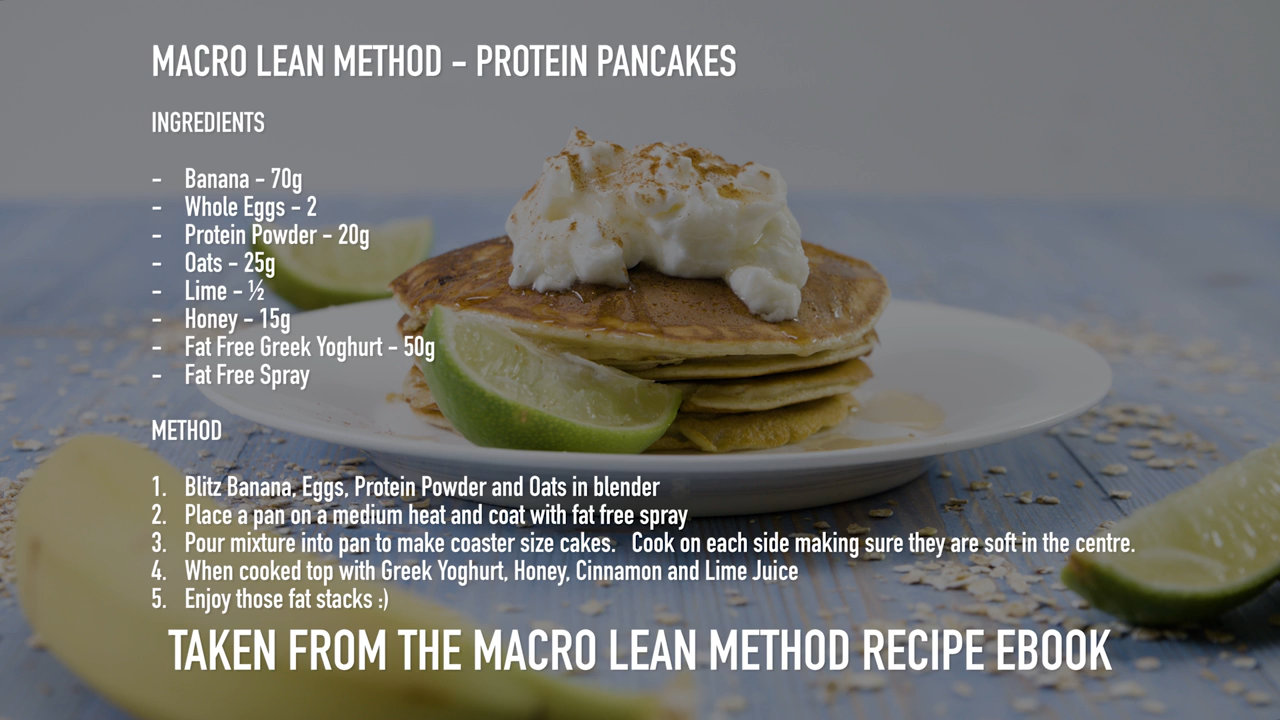 MACRO LEAN METHOD - PROTEIN PANCAKES
INGREDIENTS
- Banana - 70g
- Whole Eggs - 2
- Protein Powder - 20g
- Oats - 25g
- Lime - ½
- Honey - 15g
- Fat Free Greek Yoghurt - 50g
- Fat Free Spray
METHOD
1. Blitz Banana, Eggs, Protein Powder and Oats in blender
2. Place a pan on a medium heat and coat with fat free spray
3. Pour mixture into pan to make coaster size cakes. Cook on each side making sure they are soft in the centre.
4. When cooked top with Greek Yoghurt, Honey, Cinnamon and Lime Juice
5. Enjoy those fat stacks :)
TAKEN FROM THE MACRO LEAN METHOD RECIPE EBOOK